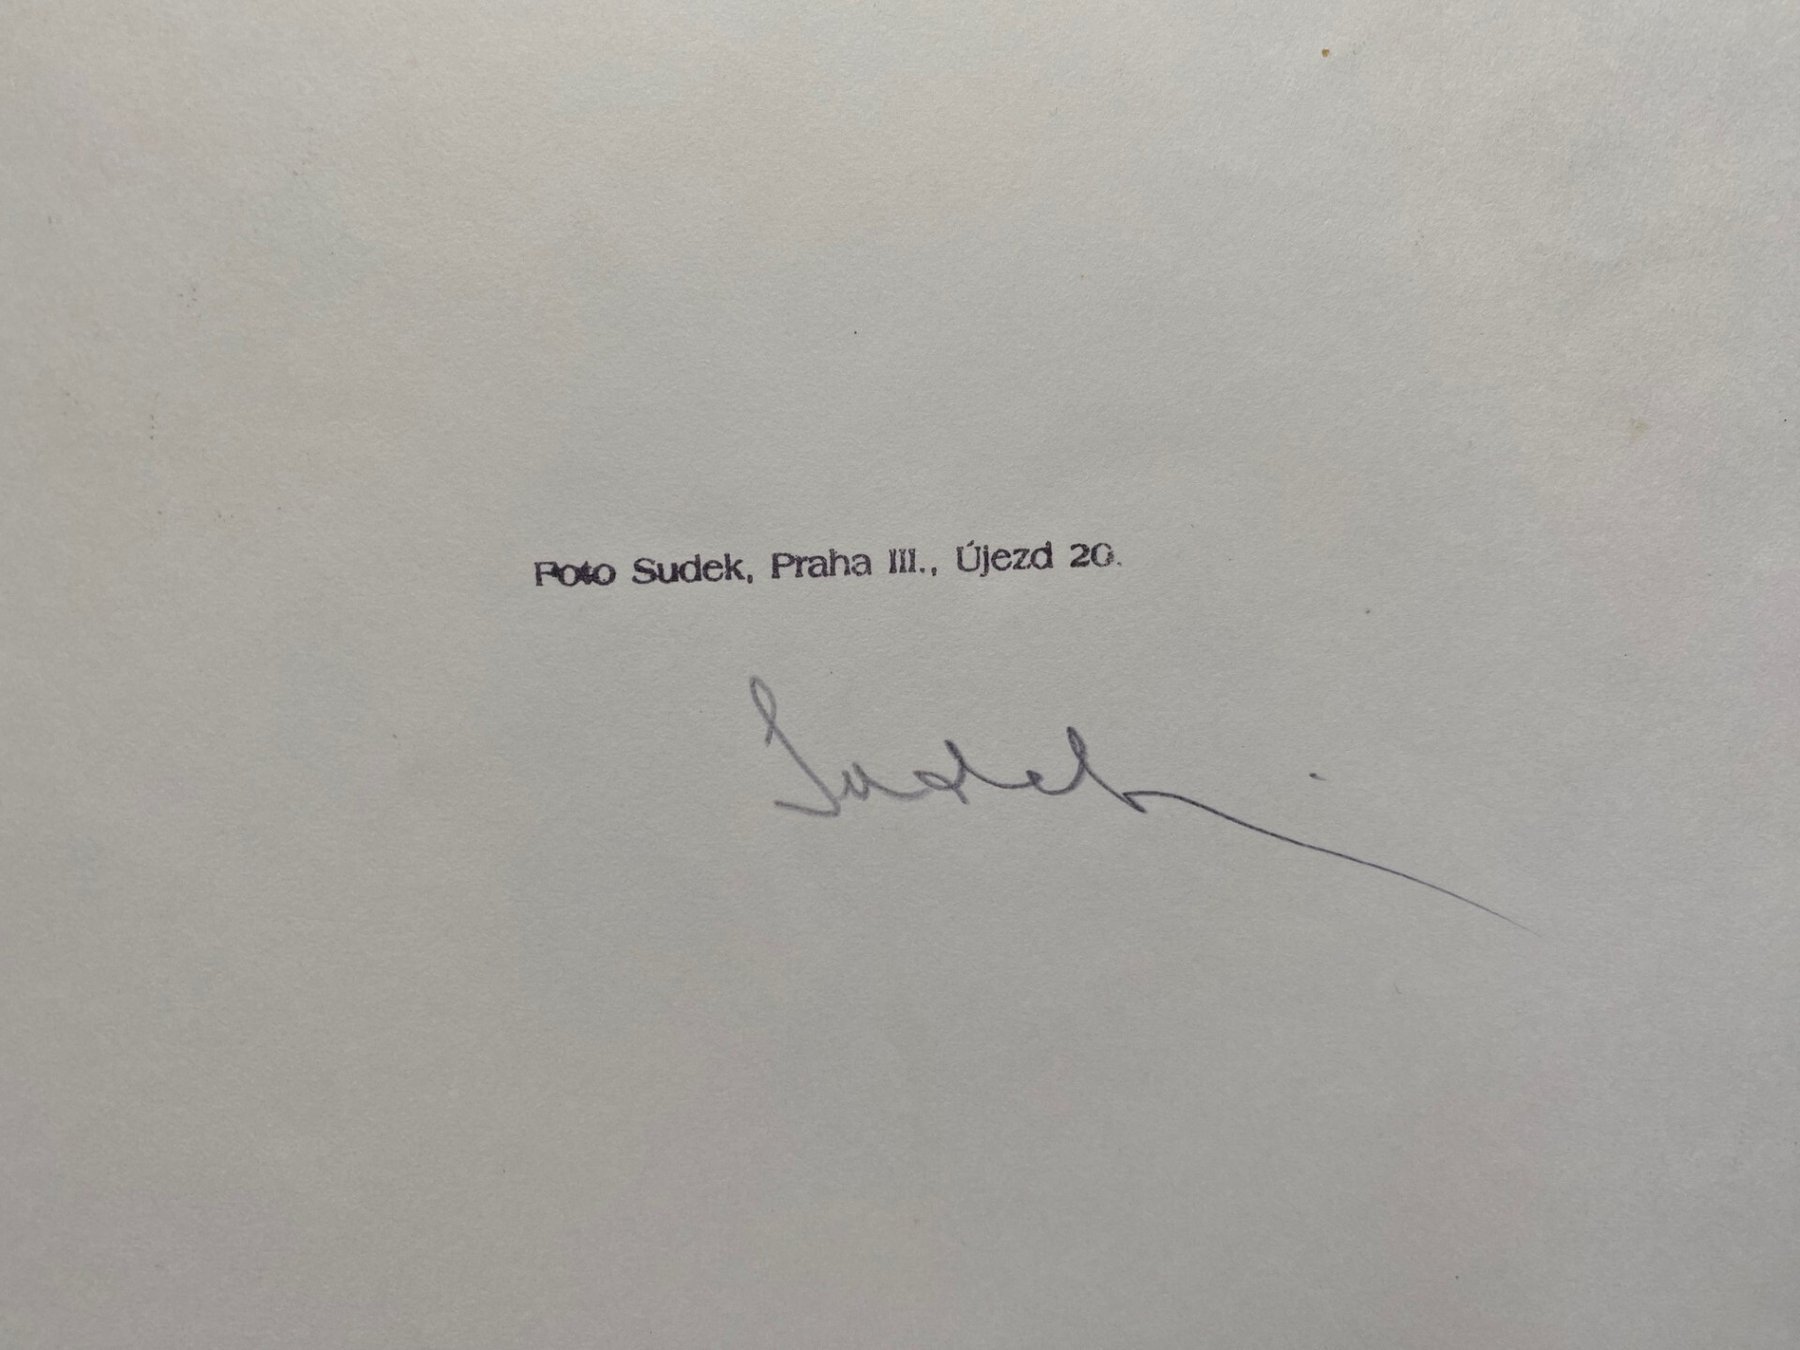 Foto Sudek, Praha III., Újezd 20.
Sudek